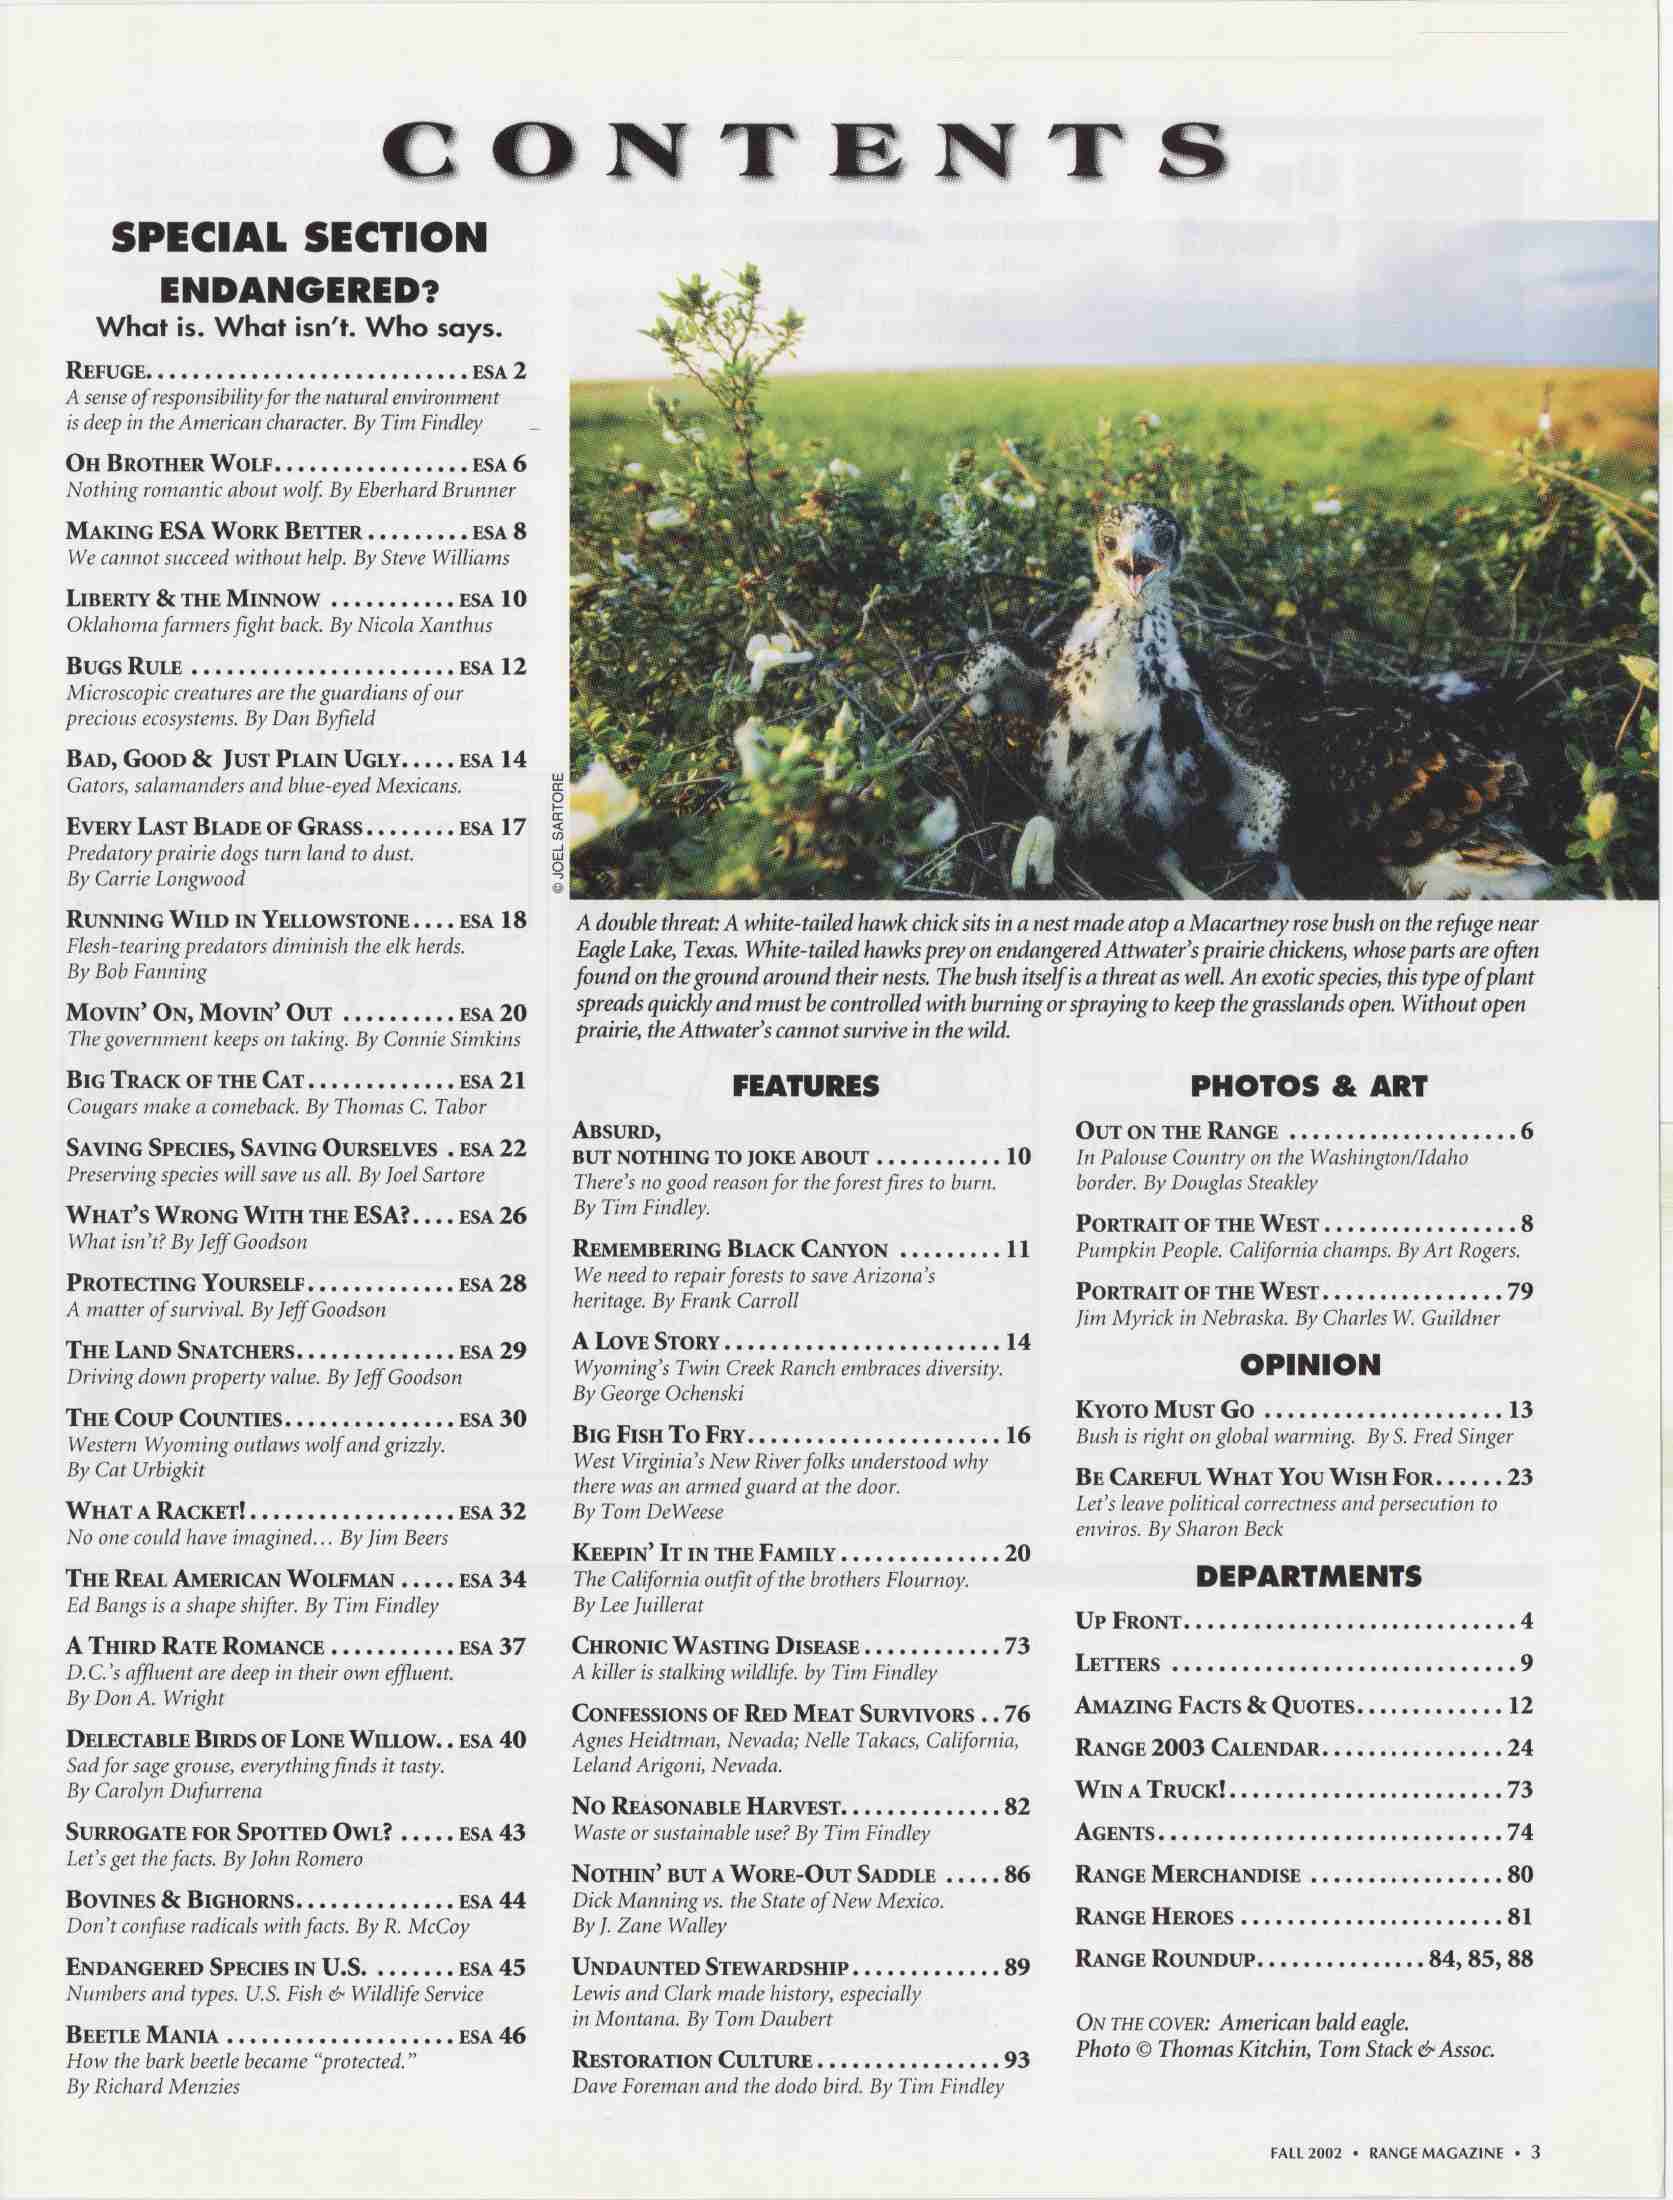 CONTENTS
SPECIAL SECTION
ENDANGERED?
What is. What isn't. Who says.
REFUGE............................ESA 2
A sense of responsibility for the natural environment
is deep in the American character. By Tim Findley
OH BROTHER WOLF.................ESA 6
Nothing romantic about wolf. By Eberhard Brunner
MAKING ESA WORK BETTER.........ESA 8
We cannot succeed without help. By Steve Williams
LIBERTY & THE MINNOW ...........ESA 10
Oklahoma farmers fight back. By Nicola Xanthus
BUGS RULE .......................ESA 12
Microscopic creatures are the guardians of our
precious ecosystems. By Dan Byfield
BAD, GOOD & JUST PLAIN UGLY.....ESA 14
Gators, salamanders and blue-eyed Mexicans.
EVERY LAST BLADE OF GRASS........ESA 17
Predatory prairie dogs turn land to dust.
By Carrie Longwood
RUNNING WILD IN YELLOWSTONE....ESA 18
Flesh-tearing predators diminish the elk herds.
By Bob Fanning
MOVIN' ON, MOVIN' OUT ..........ESA 20
The government keeps on taking. By Connie Simkins
BIG TRACK OF THE CAT.............ESA 21
Cougars make a comeback. By Thomas C. Tabor
SAVING SPECIES, SAVING OURSELVES .ESA 22
Preserving species will save us all. By Joel Sartore
WHAT'S WRONG WITH THE ESA?....ESA 26
What isn't? By Jeff Goodson
PROTECTING YOURSELF.............ESA 28
A matter of survival. By Jeff Goodson
THE LAND SNATCHERS..............ESA 29
Driving down property value. By Jeff Goodson
THE COUP COUNTIES...............ESA 30
Western Wyoming outlaws wolf and grizzly.
By Cat Urbigkit
WHAT A RACKET!..................ESA 32
No one could have imagined... By Jim Beers
THE REAL AMERICAN WOLFMAN .....ESA 34
Ed Bangs is a shape shifter. By Tim Findley
A THIRD RATE ROMANCE ...........ESA 37
D.C.'s affluent are deep in their own effluent.
By Don A. Wright
DELECTABLE BIRDS OF LONE WILLOW..ESA 40
Sad for sage grouse, everything finds it tasty.
By Carolyn Dufurrena
SURROGATE FOR SPOTTED OWL? .....ESA 43
Let's get the facts. By John Romero
BOVINES & BIGHORNS..............ESA 44
Don't confuse radicals with facts. By R. McCoy
ENDANGERED SPECIES IN U.S. .......ESA 45
Numbers and types. U.S. Fish & Wildlife Service
BEETLE MANIA ....................ESA 46
How the bark beetle became "protected."
By Richard Menzies
© JOEL SARTORE
A double threat: A white-tailed hawk chick sits in a nest made atop a Macartney rose bush on the refuge near
Eagle Lake, Texas. White-tailed hawks prey on endangered Attwater's prairie chickens, whose parts are often
found on the ground around their nests. The bush itself is a threat as well. An exotic species, this type of plant
spreads quickly and must be controlled with burning or spraying to keep the grasslands open. Without open
prairie, the Attwater's cannot survive in the wild.
FEATURES
ABSURD,
BUT NOTHING TO JOKE ABOUT ...........10
There's no good reason for the forest fires to burn.
By Tim Findley.
REMEMBERING BLACK CANYON .........11
We need to repair forests to save Arizona's
heritage. By Frank Carroll
A LOVE STORY........................14
Wyoming's Twin Creek Ranch embraces diversity.
By George Ochenski
BIG FISH TO FRY......................16
West Virginia's New River folks understood why
there was an armed guard at the door.
By Tom DeWeese
KEEPIN' IT IN THE FAMILY..............20
The California outfit of the brothers Flournoy.
By Lee Juillerat
CHRONIC WASTING DISEASE............73
A killer is stalking wildlife. by Tim Findley
CONFESSIONS OF RED MEAT SURVIVORS ..76
Agnes Heidtman, Nevada; Nelle Takacs, California,
Leland Arigoni, Nevada.
NO REASONABLE HARVEST..............82
Waste or sustainable use? By Tim Findley
NOTHIN' BUT A WORE-OUT SADDLE .....86
Dick Manning vs. the State of New Mexico.
By J. Zane Walley
UNDAUNTED STEWARDSHIP.............89
Lewis and Clark made history, especially
in Montana. By Tom Daubert
RESTORATION CULTURE................93
Dave Foreman and the dodo bird. By Tim Findley
PHOTOS & ART
OUT ON THE RANGE ....................6
In Palouse Country on the Washington/Idaho
border. By Douglas Steakley
PORTRAIT OF THE WEST.................8
Pumpkin People. California champs. By Art Rogers.
PORTRAIT OF THE WEST................79
Jim Myrick in Nebraska. By Charles W. Guildner
OPINION
KYOTO MUST GO .....................13
Bush is right on global warming. By S. Fred Singer
BE CAREFUL WHAT YOU WISH FOR......23
Let's leave political correctness and persecution to
enviros. By Sharon Beck
DEPARTMENTS
UP FRONT.............................4
LETTERS ..............................9
AMAZING FACTS & QUOTES.............12
RANGE 2003 CALENDAR................24
WIN A TRUCK!........................73
AGENTS..............................74
RANGE MERCHANDISE .................80
RANGE HEROES .......................81
RANGE ROUNDUP...............84, 85, 88
ON THE COVER: American bald eagle.
Photo © Thomas Kitchin, Tom Stack & Assoc.
FALL 2002 • RANGE MAGAZINE • 3